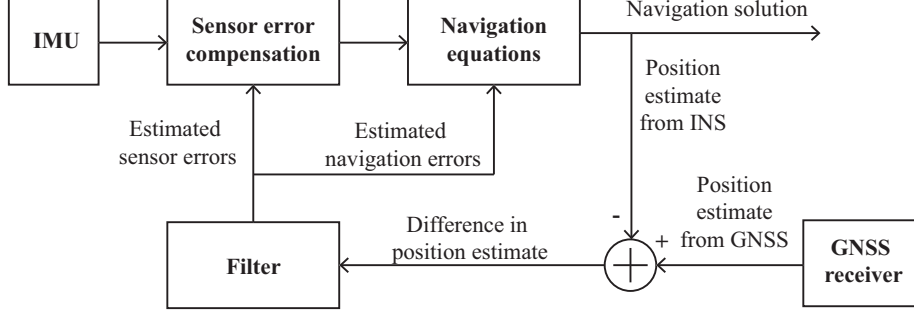 IMU
Sensor error
compensation
Navigation
equations
Navigation solution
Position
estimate
from INS
Estimated
sensor errors
Estimated
navigation errors
-
Position
estimate
from GNSS
+
Difference in
position estimate
Filter
GNSS
receiver